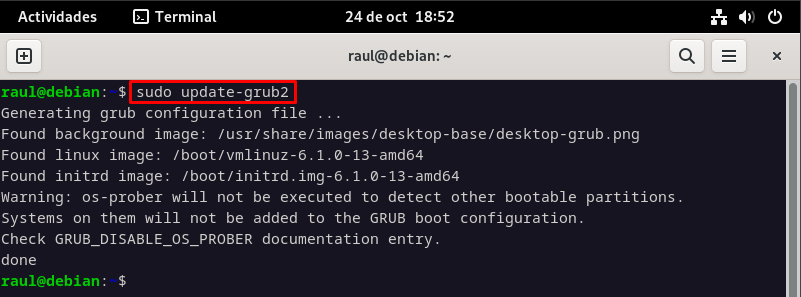 Actividades
Terminal
24 de oct 18:52
raul@debian: ~
raul@debian:~$ sudo update-grub2
Generating grub configuration file ...
Found background image: /usr/share/images/desktop-base/desktop-grub.png
Found linux image: /boot/vmlinuz-6.1.0-13-amd64
Found initrd image: /boot/initrd.img-6.1.0-13-amd64
Warning: os-prober will not be executed to detect other bootable partitions.
Systems on them will not be added to the GRUB boot configuration.
Check GRUB_DISABLE_OS_PROBER documentation entry.
done
raul@debian:~$